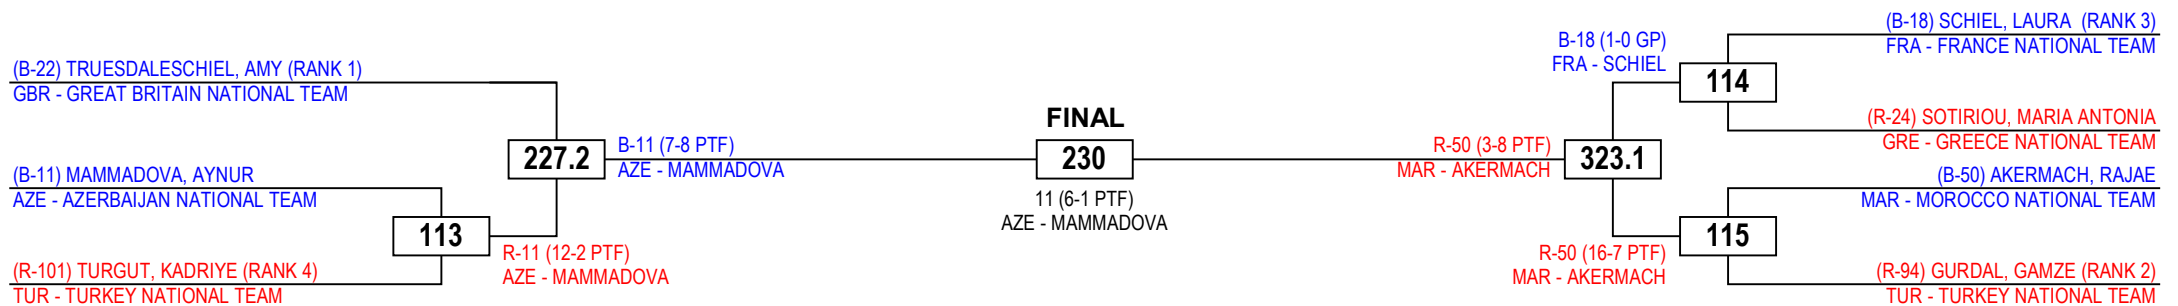 (B-22) TRUESDALESCHIEL, AMY (RANK 1)
GBR - GREAT BRITAIN NATIONAL TEAM
(B-11) MAMMADOVA, AYNUR
AZE - AZERBAIJAN NATIONAL TEAM
(R-101) TURGUT, KADRIYE (RANK 4)
TUR - TURKEY NATIONAL TEAM
113
R-11 (12-2 PTF)
AZE - MAMMADOVA
227.2
B-11 (7-8 PTF)
AZE - MAMMADOVA
FINAL
230
11 (6-1 PTF)
AZE - MAMMADOVA
R-50 (3-8 PTF)
MAR - AKERMACH
323.1
B-18 (1-0 GP)
FRA - SCHIEL
114
R-50 (16-7 PTF)
MAR - AKERMACH
115
(B-18) SCHIEL, LAURA (RANK 3)
FRA - FRANCE NATIONAL TEAM
(R-24) SOTIRIOU, MARIA ANTONIA
GRE - GREECE NATIONAL TEAM
(B-50) AKERMACH, RAJAE
MAR - MOROCCO NATIONAL TEAM
(R-94) GURDAL, GAMZE (RANK 2)
TUR - TURKEY NATIONAL TEAM